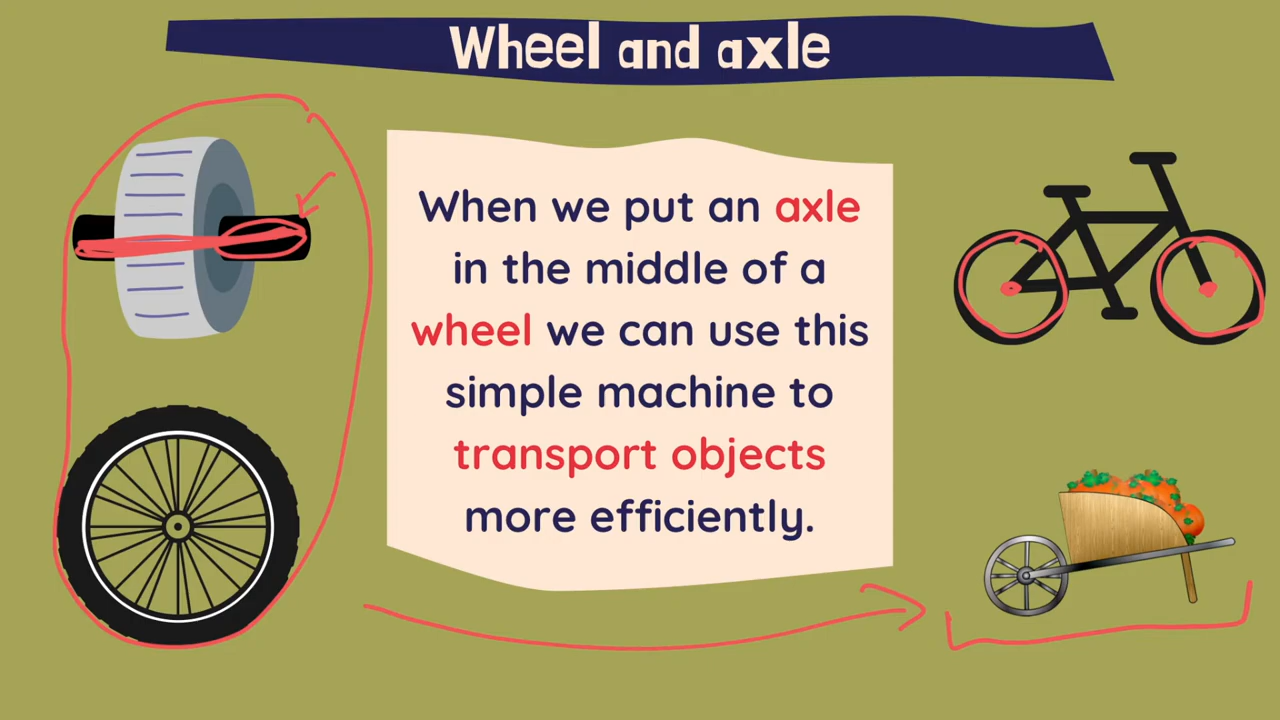 Wheel and axle
When we put an axle
in the middle of a
wheel we can use this
simple machine to
transport objects
more efficiently.